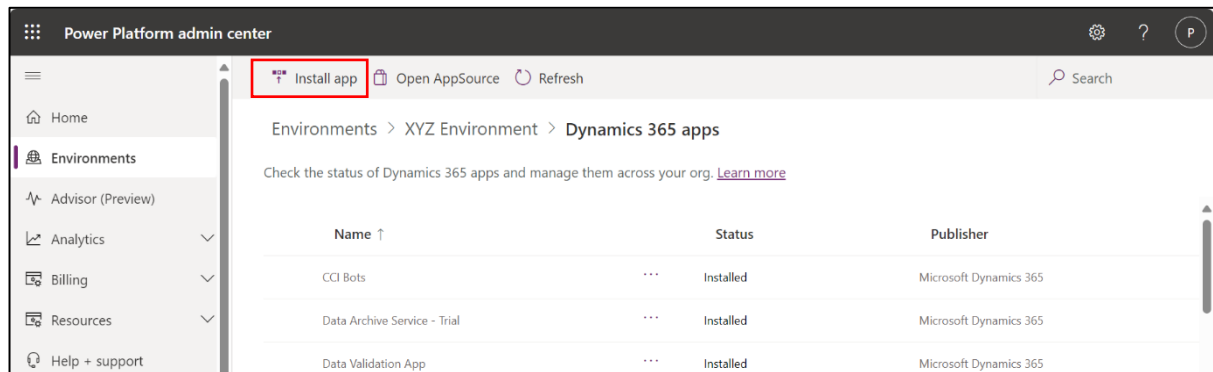 Power Platform admin center
?
P
Install app
Open AppSource
Refresh
Search
Home
Environments
Advisor (Preview)
Analytics
Billing
Resources
Help + support
Environments > XYZ Environment > Dynamics 365 apps
Check the status of Dynamics 365 apps and manage them across your org. Learn more
Name ↑ Status Publisher
CCI Bots ... Installed Microsoft Dynamics 365
Data Archive Service - Trial ... Installed Microsoft Dynamics 365
Data Validation App ... Installed Microsoft Dynamics 365